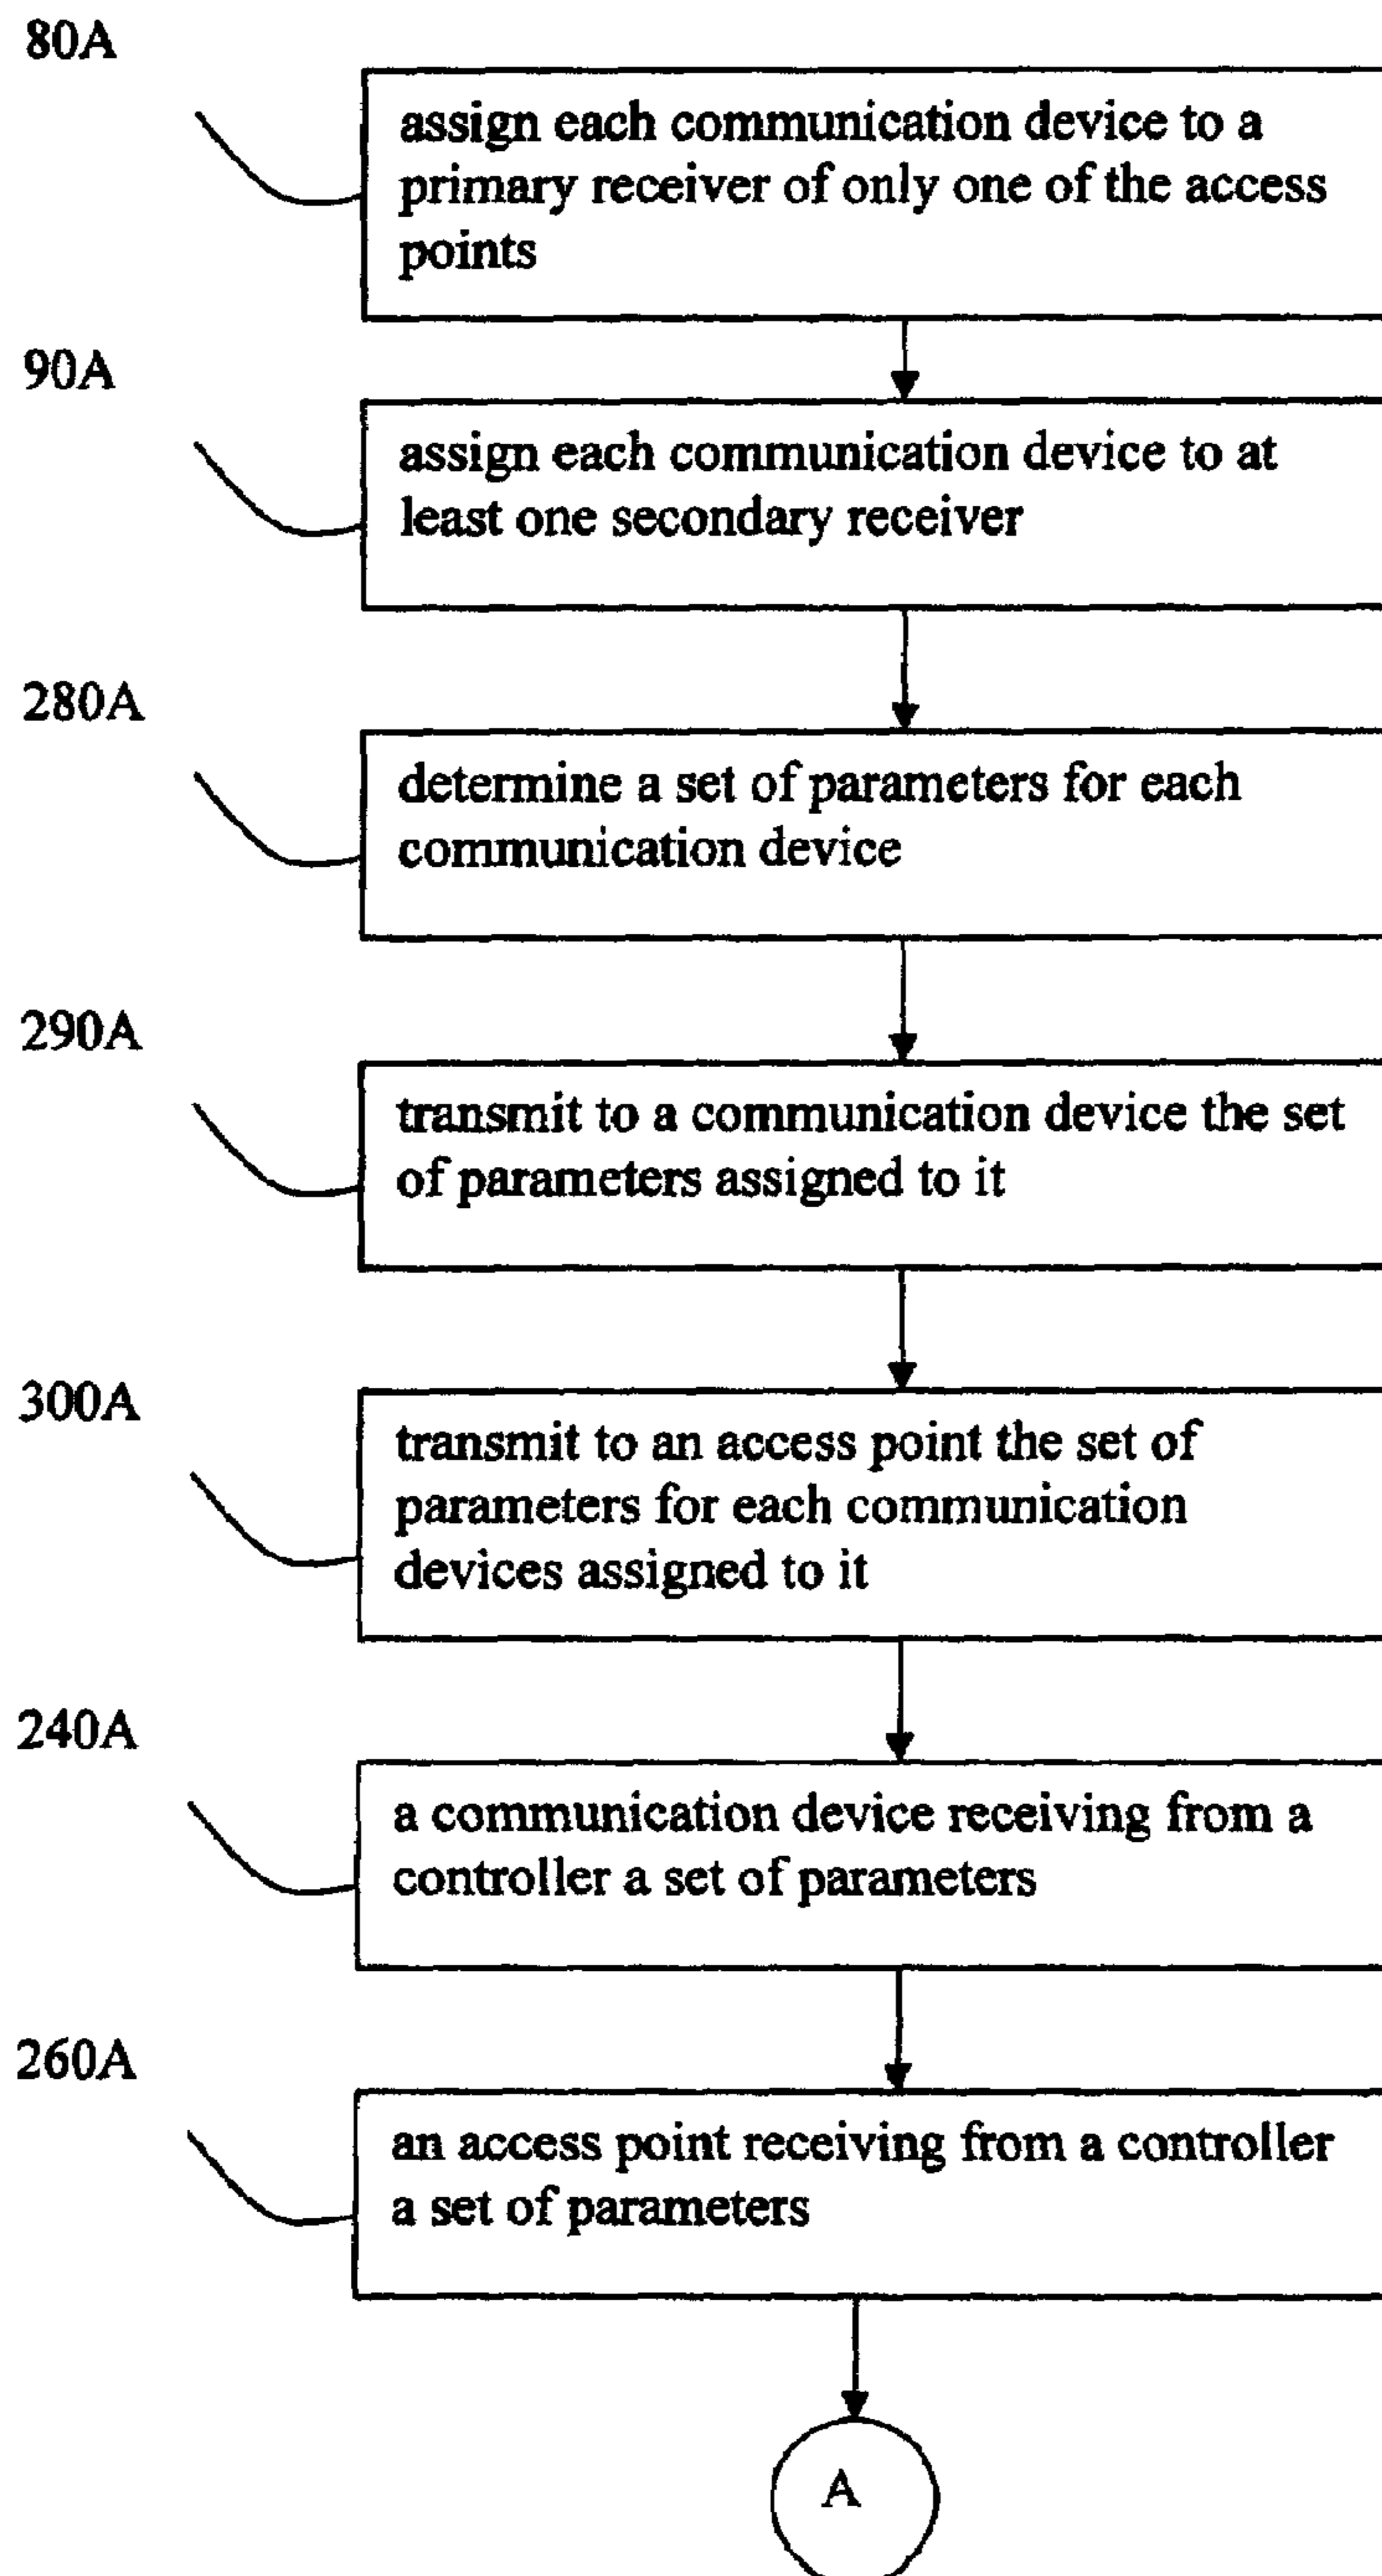 80A
assign each communication device to a
primary receiver of only one of the access
points
90A
assign each communication device to at
least one secondary receiver
280A
determine a set of parameters for each
communication device
290A
transmit to a communication device the set
of parameters assigned to it
300A
transmit to an access point the set of
parameters for each communication
devices assigned to it
240A
a communication device receiving from a
controller a set of parameters
260A
an access point receiving from a controller
a set of parameters
A